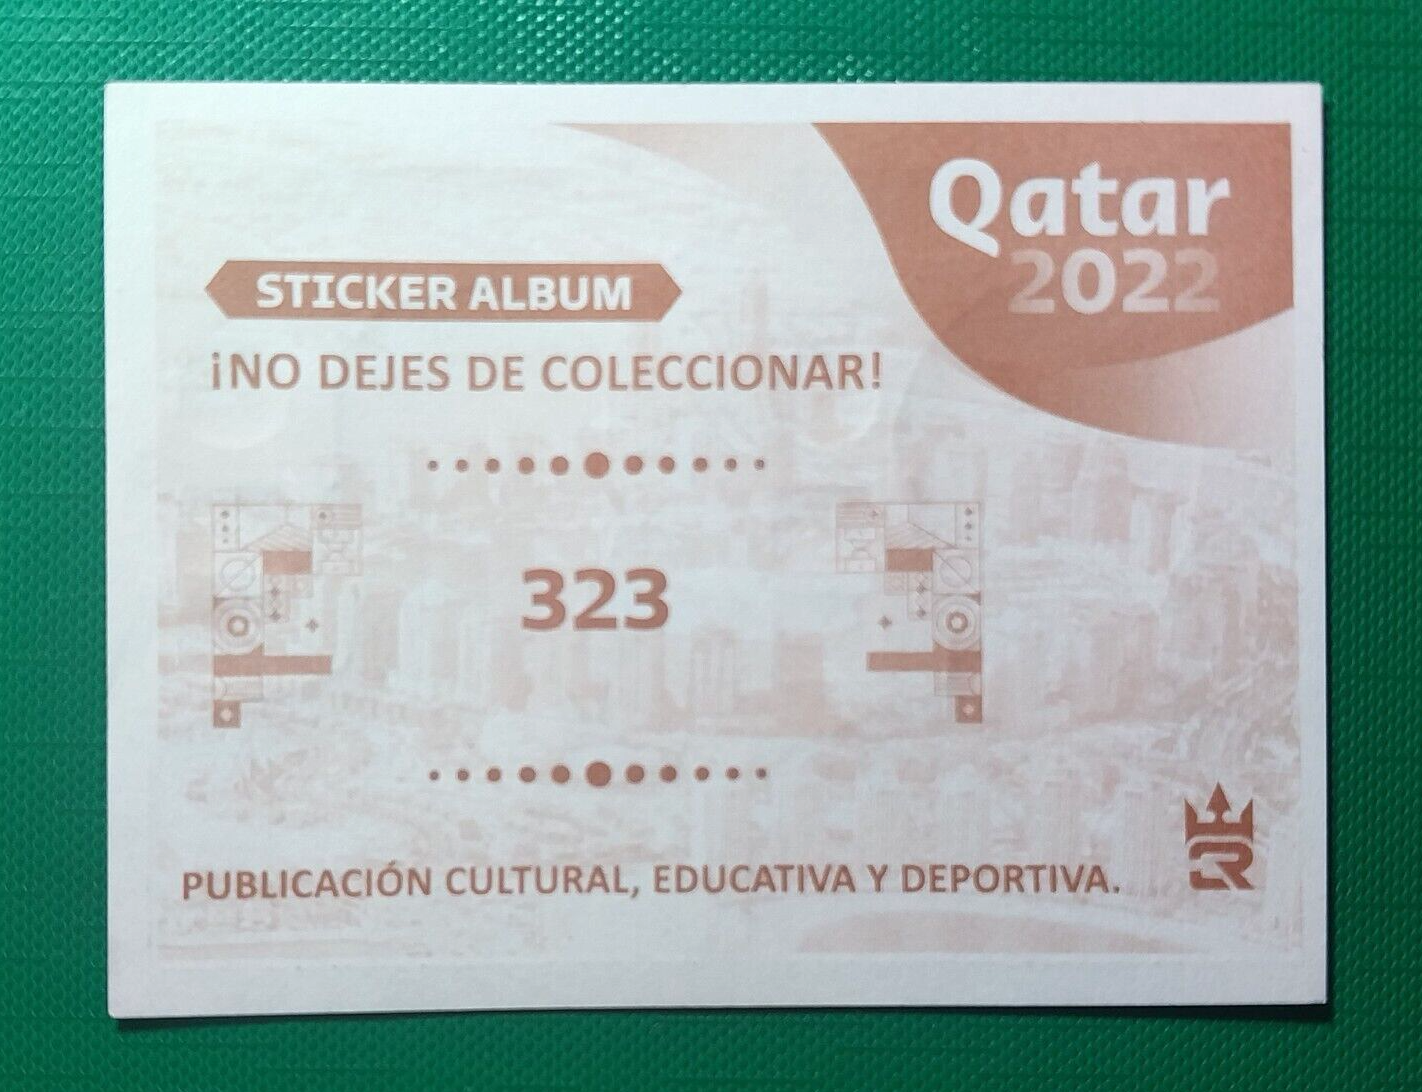 Qatar
2022
STICKER ALBUM
¡NO DEJES DE COLECCIONAR!
323
PUBLICACIÓN CULTURAL, EDUCATIVA Y DEPORTIVA.